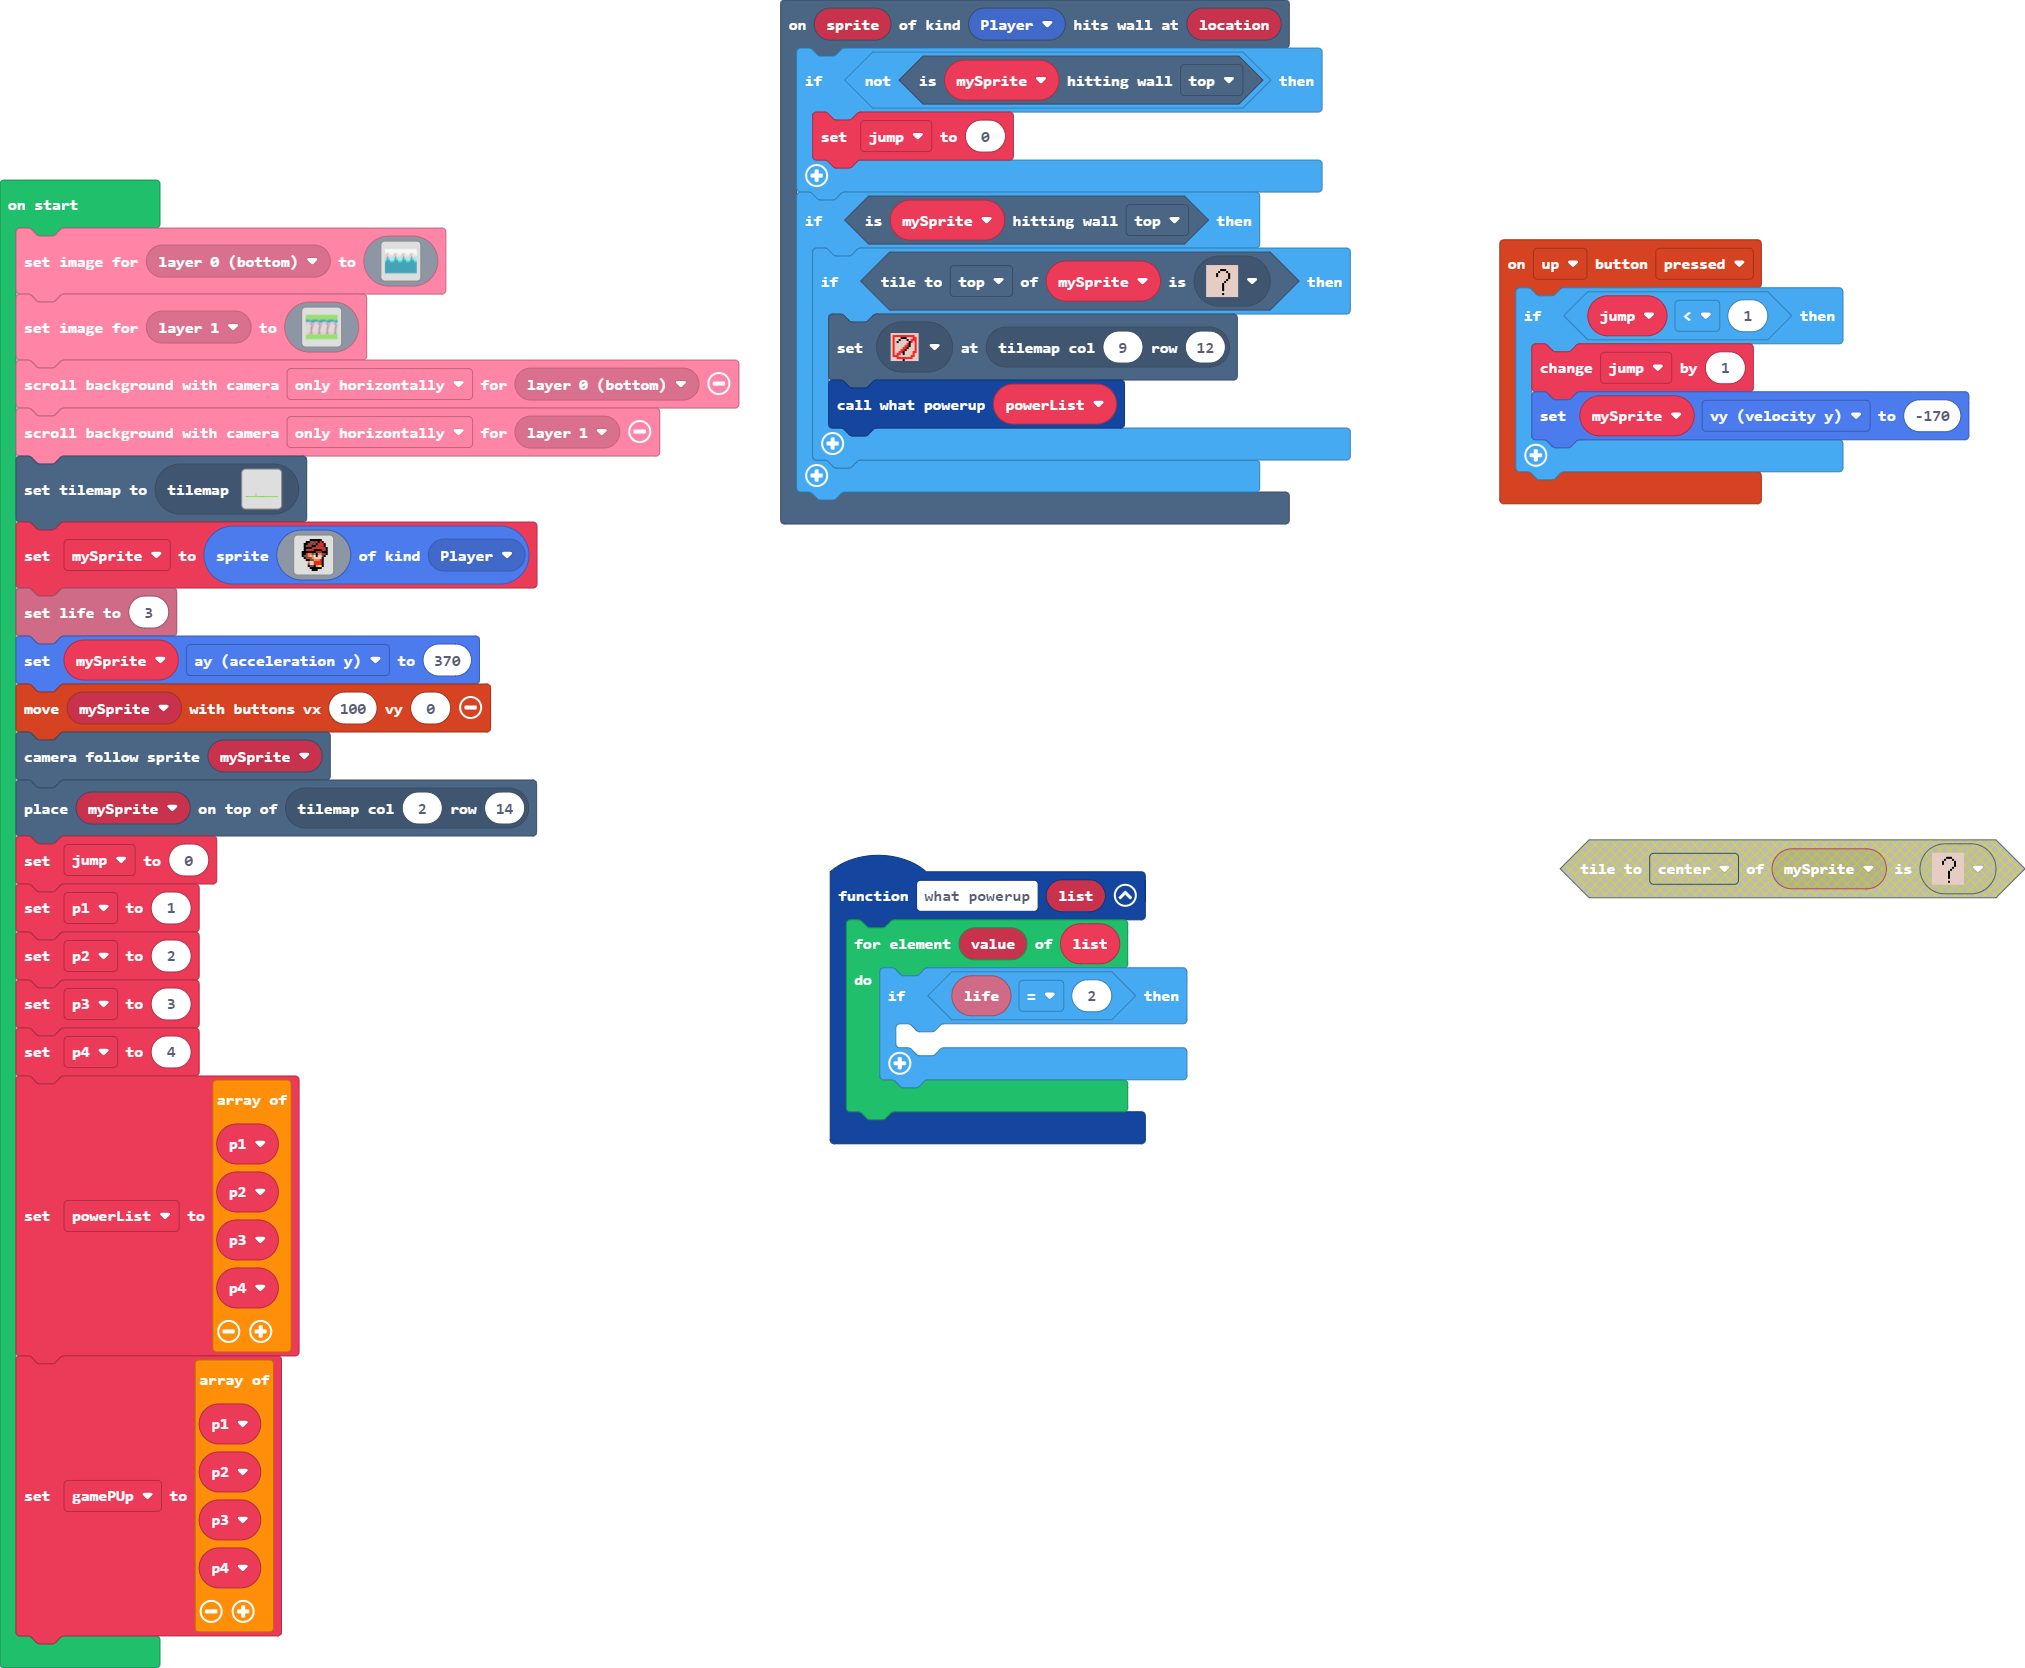 on start
set image for layer 0 (bottom) to
set image for layer 1 to
scroll background with camera only horizontally for layer 0 (bottom)
scroll background with camera only horizontally for layer 1
set tilemap to tilemap
set mySprite to sprite of kind Player
set life to 3
set mySprite ay (acceleration y) to 370
move mySprite with buttons vx 100 vy 0
camera follow sprite mySprite
place mySprite on top of tilemap col 2 row 14
set jump to 0
set p1 to 1
set p2 to 2
set p3 to 3
set p4 to 4
array of
p1
p2
set powerList to
p3
p4
array of
p1
p2
set gamePUp to
p3
p4
on sprite of kind Player hits wall at location
if not is mySprite hitting wall top then
set jump to 0
if is mySprite hitting wall top then
if tile to top of mySprite is ? then
set ? at tilemap col 9 row 12
call what powerup powerList
function what powerup list
for element value of list
do
if life = 2 then
on up button pressed
if jump < 1 then
change jump by 1
set mySprite vy (velocity y) to -170
tile to center of mySprite is ?